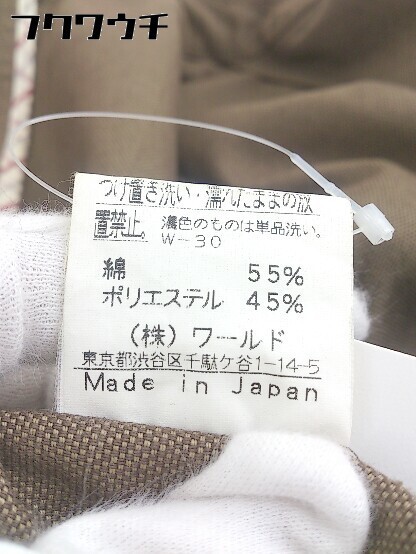 フクワウチ
つけ置き洗い・濡れたままの放
置禁止。濃色のものは単品洗い。
W-30
綿 55%
ポリエステル 45%
(株)ワールド
東京都渋谷区千駄ケ谷1-14-5
Made in Japan